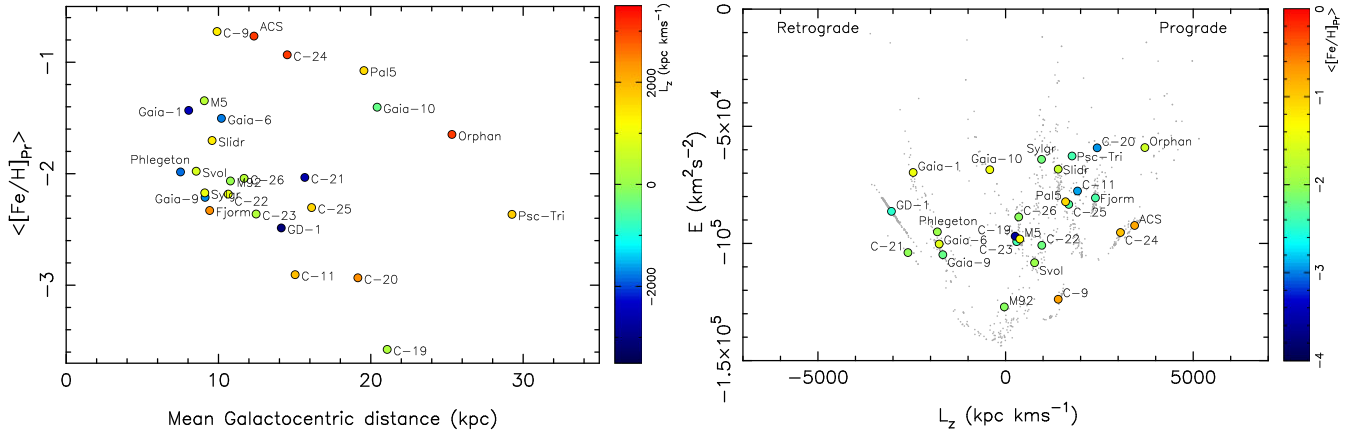 <[Fe/H]Pr>
-1
-2
-3
0
10
20
30
Mean Galactocentric distance (kpc)
C-9
ACS
C-24
Pal5
M5
Gaia-1
Gaia-6
Gaia-10
Slidr
Orphan
Phlegeton
Svol
C-26
M92
C-21
Gaia-9
Sylgr
C-22
Fjorm
C-23
C-25
GD-1
Psc-Tri
C-11
C-20
C-19
Lz (kpc kms−1)
2000
0
-2000
E (km2s−2)
0
-5×10⁴
-10⁵
-1.5×10⁵
-5000
0
5000
Lz (kpc kms−1)
Retrograde
Prograde
C-20
Orphan
Sylgr
Psc-Tri
Gaia-1
Gaia-10
Slidr
C-11
Pal5
Fjorm
C-25
GD-1
C-26
ACS
Phlegeton
C-19
M5
C-24
Gaia-6
C-23
C-22
C-21
Gaia-9
Svol
M92
C-9
<[Fe/H]Pr>
0
-1
-2
-3
-4